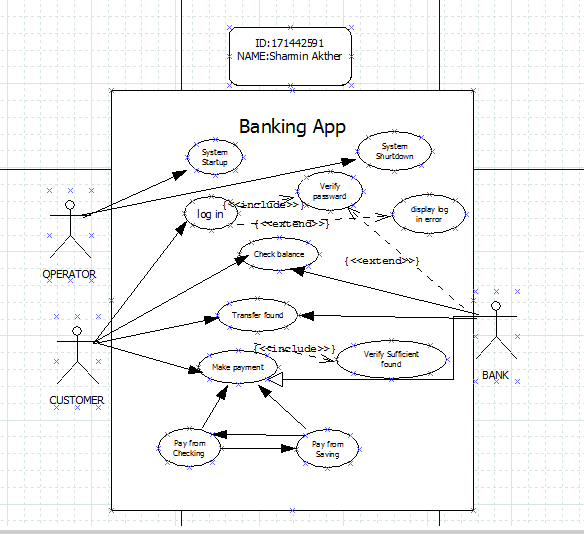 ID:171442591
NAME:Sharmin Akther
Banking App
System
Startup
System
Shurtdown
Verify
password
log in
{<<include>>}
display log
in error
{<<extend>>}
Check balance
{<<extend>>}
OPERATOR
Transfer found
{<<include>>}
Verify Sufficient
found
Make payment
BANK
CUSTOMER
Pay from
Checking
Pay from
Saving